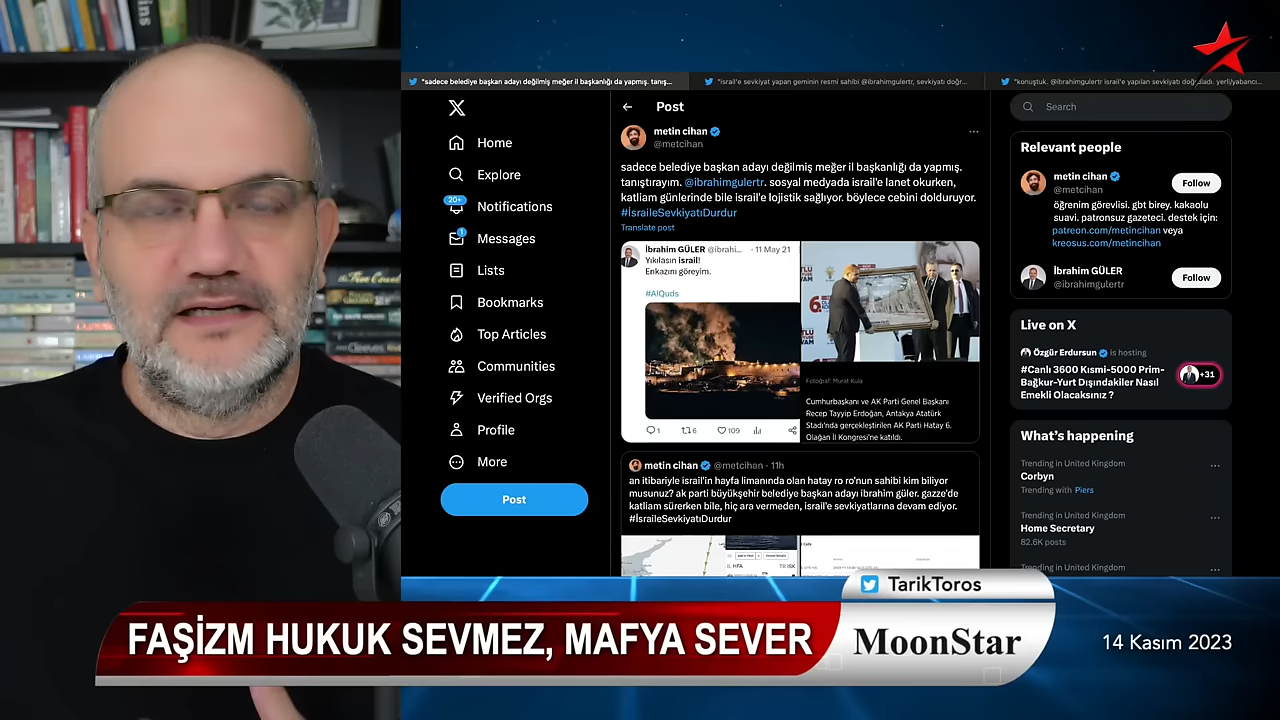 "sadece belediye başkan adayı değilmiş meğer il başkanlığı da yapmış. tanış...
"israil'e sevkiyat yapan geminin resmi sahibi @ibrahimgulertr, sevkiyatı doğr...
"konuştuk. @ibrahimgulertr israil'e yapılan sevkiyatı doğruladı. yerli/yabancı...
Home
Explore
20+
Notifications
Messages
Lists
Bookmarks
Top Articles
Communities
Verified Orgs
Profile
More
Post
Post
metin cihan
@metcihan
sadece belediye başkan adayı değilmiş meğer il başkanlığı da yapmış.
tanıştırayım. @ibrahimgulertr. sosyal medyada israil'e lanet okurken,
katliam günlerinde bile israil'e lojistik sağlıyor. böylece cebini dolduruyor.
#İsraileSevkiyatıDurdur
Translate post
İbrahim GÜLER @ibrahi... · 11 May 21
Yıkılasın israil!
Enkazını göreyim.
#AlQuds
1 6 109
Fotoğraf: Murat Kula
Cumhurbaşkanı ve AK Parti Genel Başkanı
Recep Tayyip Erdoğan, Antakya Atatürk
Stadı'nda gerçekleştirilen AK Parti Hatay 6.
Olağan İl Kongresi'ne katıldı.
metin cihan @metcihan · 11h
an itibariyle israil'in hayfa limanında olan hatay ro ro'nun sahibi kim biliyor
musunuz? ak parti büyükşehir belediye başkan adayı ibrahim güler. gazze'de
katliam sürerken bile, hiç ara vermeden, israil'e sevkiyatlarına devam ediyor.
#İsraileSevkiyatıDurdur
Search
Relevant people
metin cihan
@metcihan
Follow
öğrenim görevlisi. gbt birey. kakaolu
suavi. patronsuz gazeteci. destek için:
patreon.com/metincihan veya
kreosus.com/metincihan
İbrahim GÜLER
@ibrahimgulertr
Follow
Live on X
Özgür Erdursun is hosting
#Canlı 3600 Kısmi-5000 Prim-
Bağkur-Yurt Dışındakiler Nasıl
Emekli Olacaksınız ?
+31
What's happening
Trending in United Kingdom
Corbyn
Trending with Piers
Trending in United Kingdom
Home Secretary
82.6K posts
Trending in United Kingdom
TarikToros
FAŞİZM HUKUK SEVMEZ, MAFYA SEVER
MoonStar
14 Kasım 2023